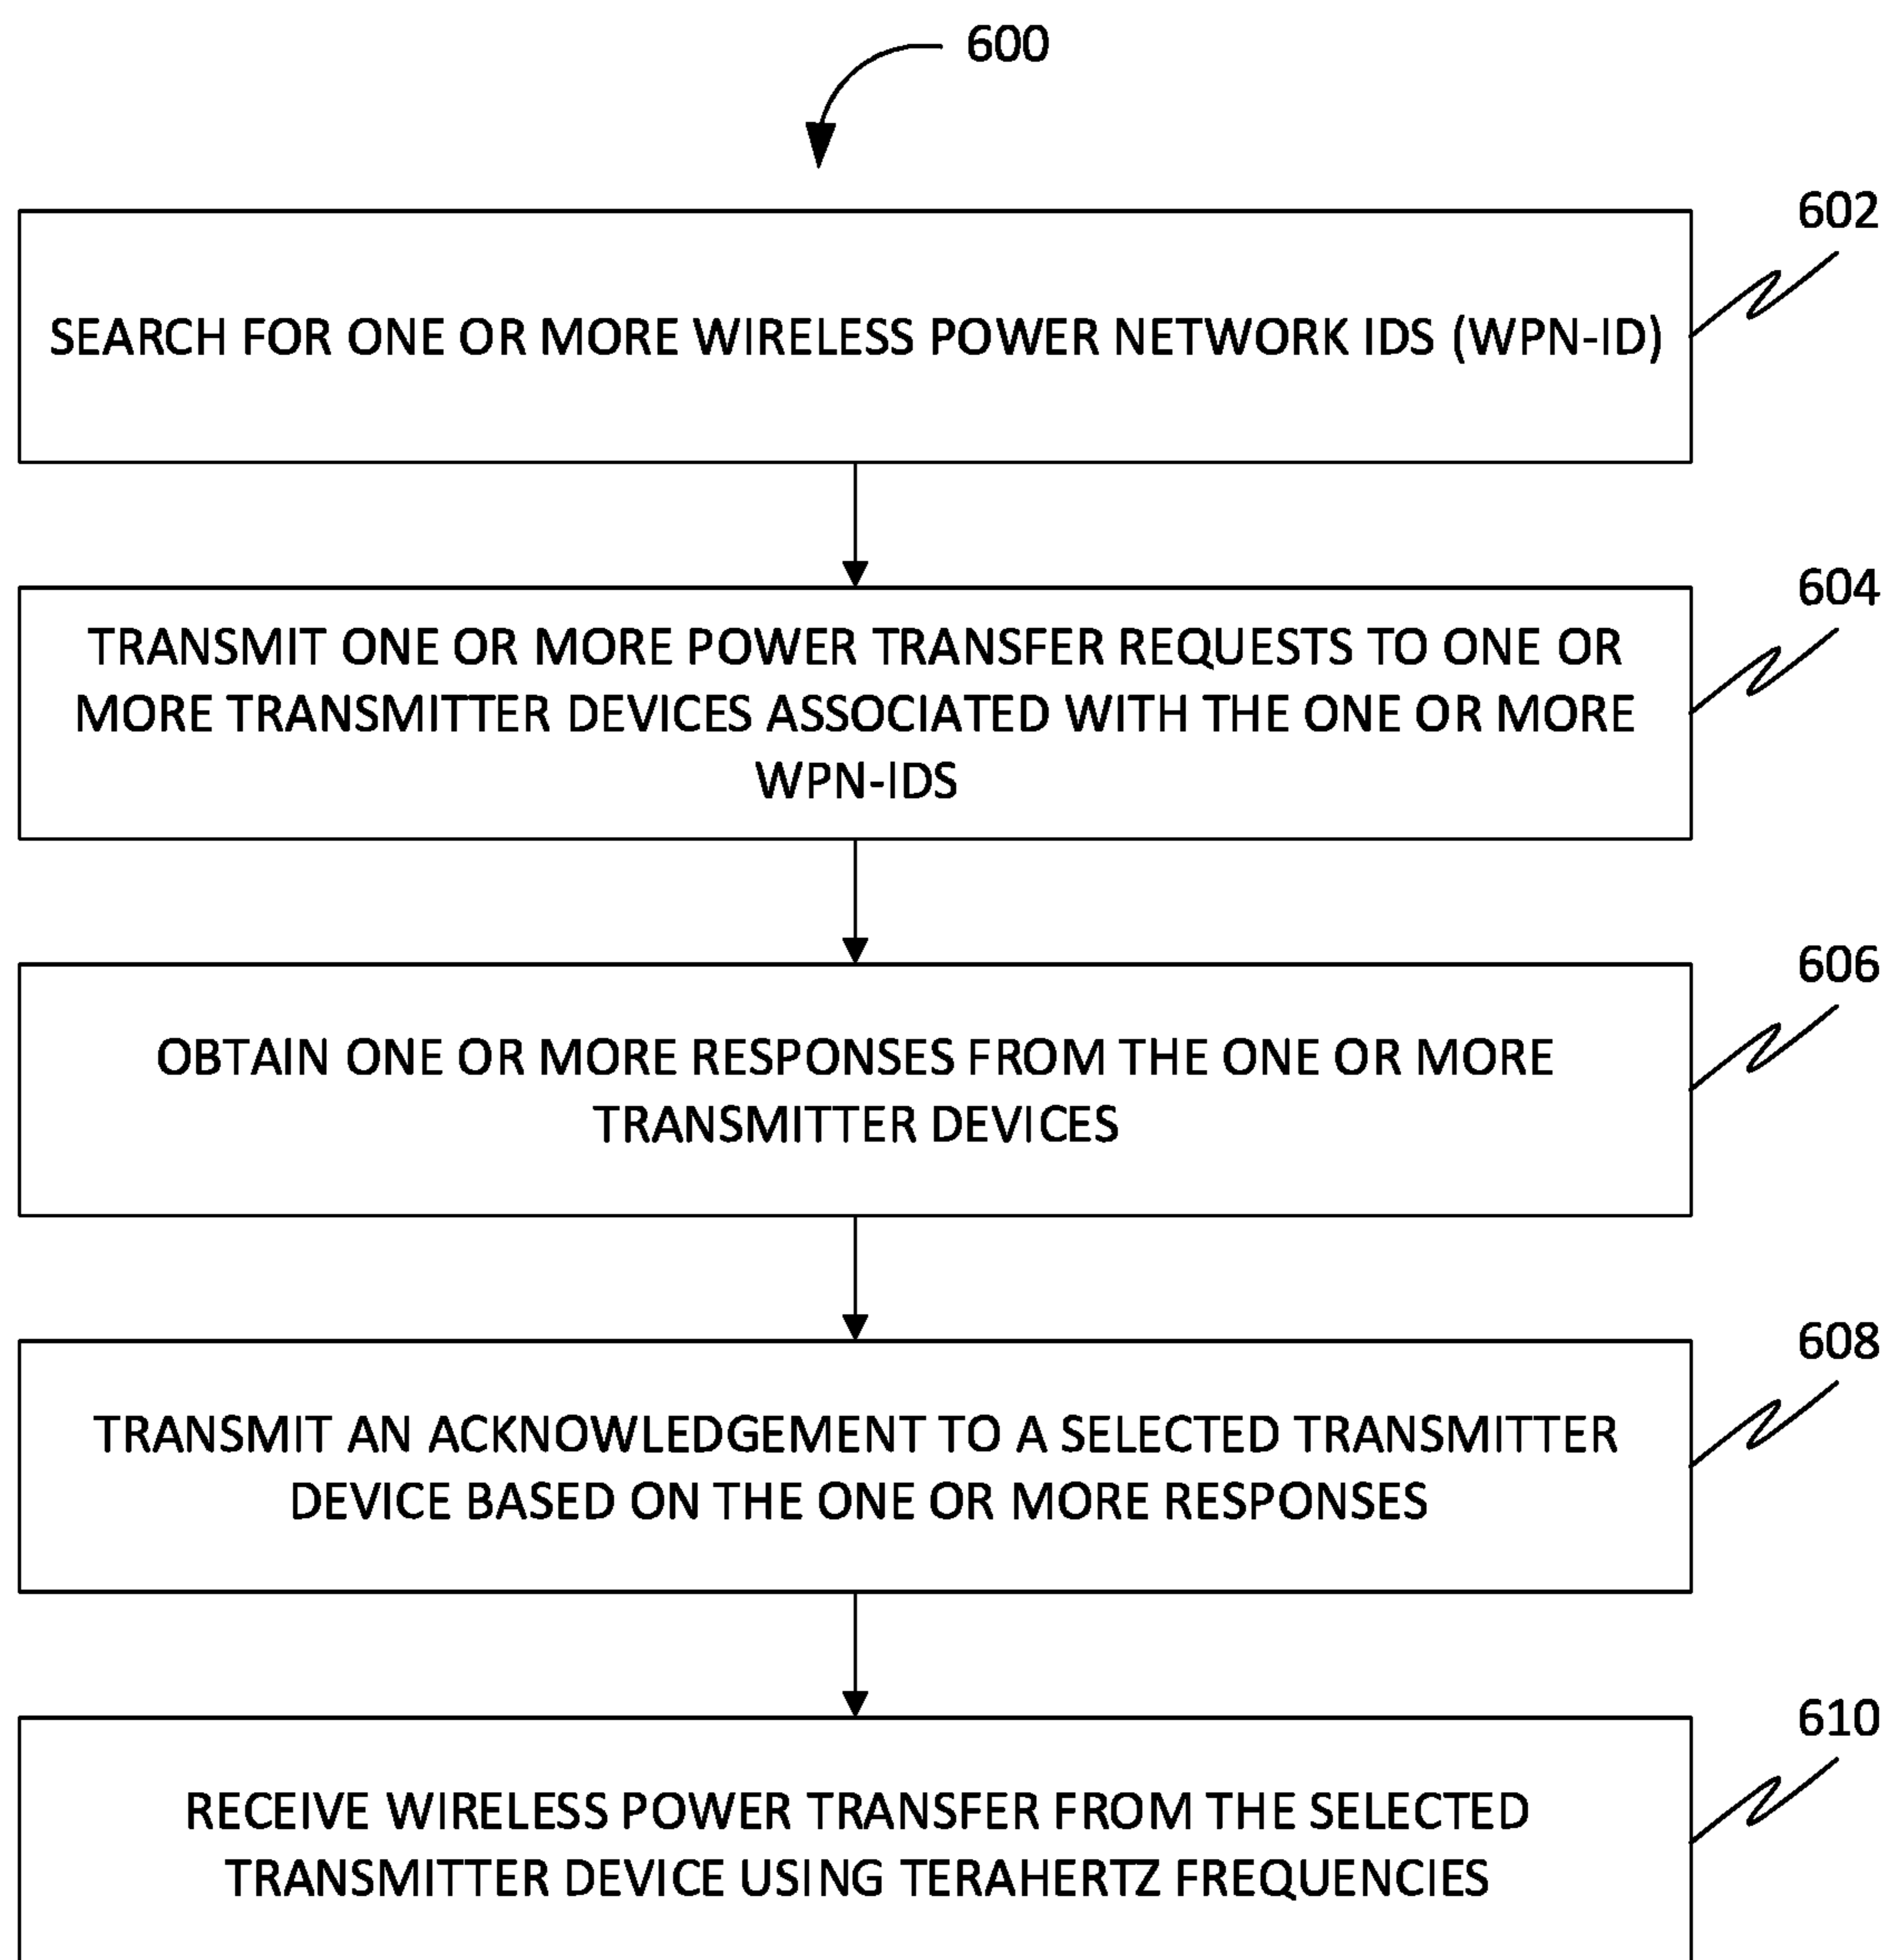 600
602
SEARCH FOR ONE OR MORE WIRELESS POWER NETWORK IDS (WPN-ID)
604
TRANSMIT ONE OR MORE POWER TRANSFER REQUESTS TO ONE OR
MORE TRANSMITTER DEVICES ASSOCIATED WITH THE ONE OR MORE
WPN-IDS
606
OBTAIN ONE OR MORE RESPONSES FROM THE ONE OR MORE
TRANSMITTER DEVICES
608
TRANSMIT AN ACKNOWLEDGEMENT TO A SELECTED TRANSMITTER
DEVICE BASED ON THE ONE OR MORE RESPONSES
610
RECEIVE WIRELESS POWER TRANSFER FROM THE SELECTED
TRANSMITTER DEVICE USING TERAHERTZ FREQUENCIES